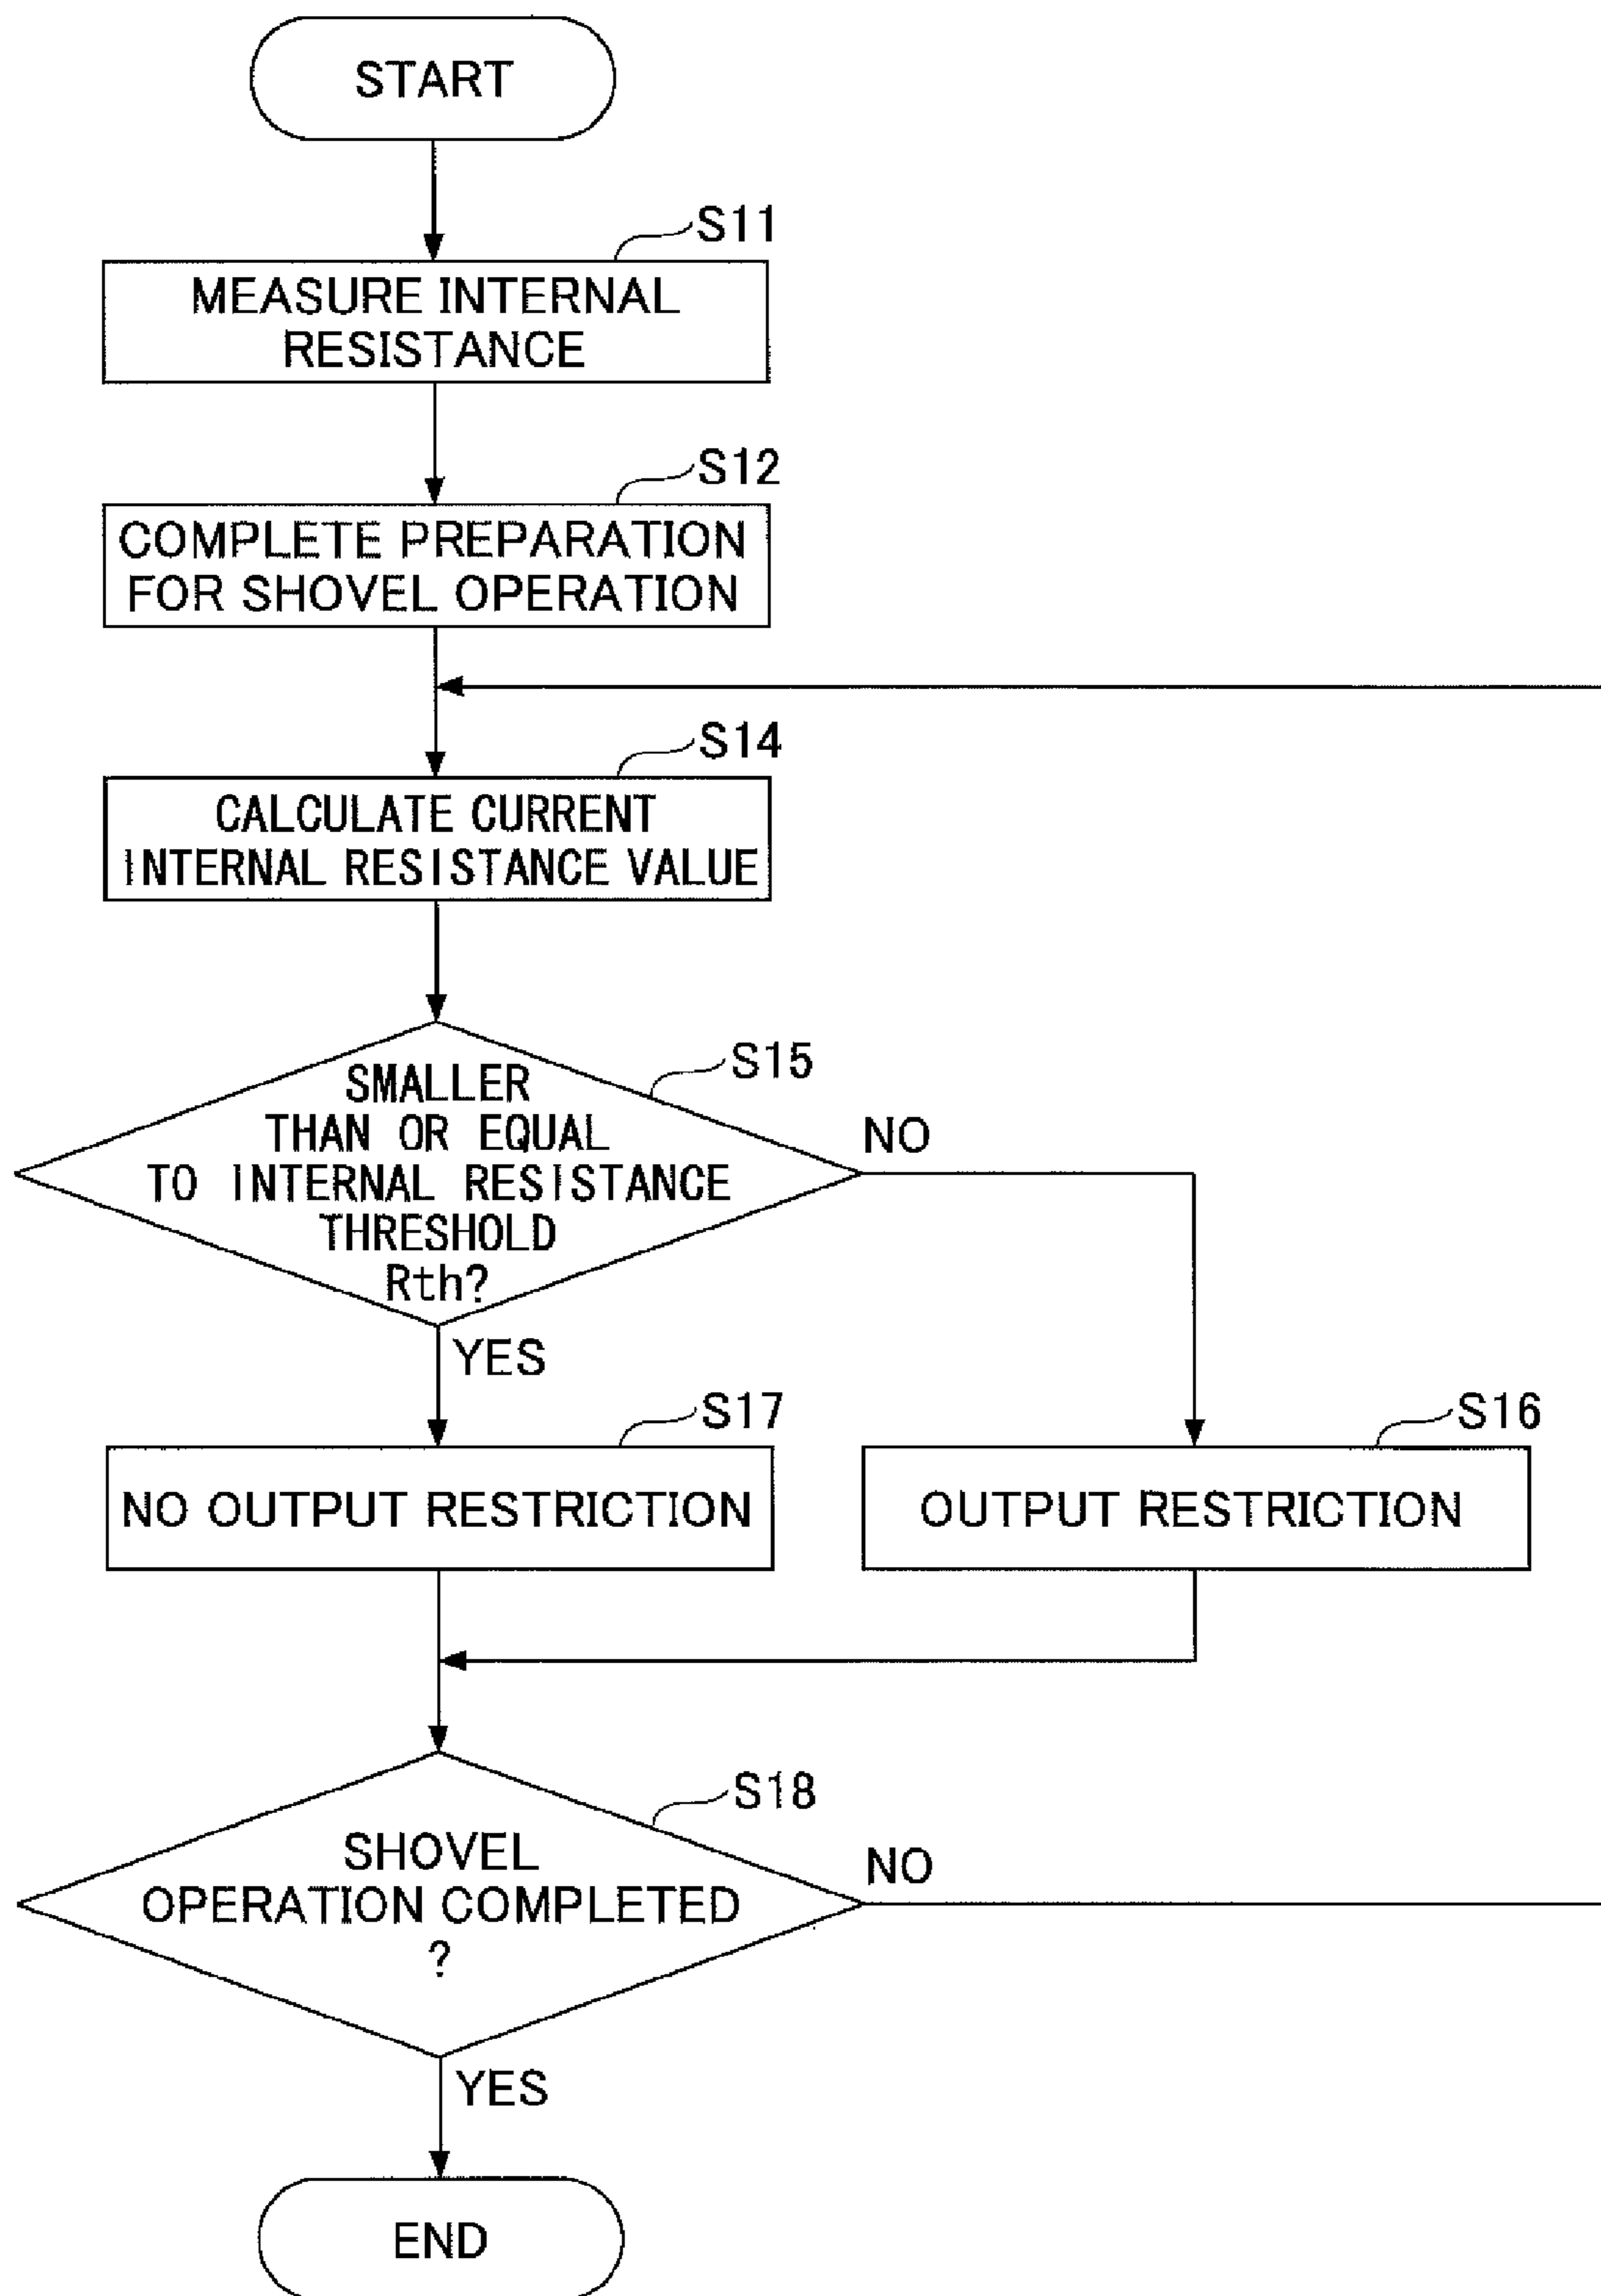 START
S11
MEASURE INTERNAL
RESISTANCE
S12
COMPLETE PREPARATION
FOR SHOVEL OPERATION
S14
CALCULATE CURRENT
INTERNAL RESISTANCE VALUE
S15
SMALLER
THAN OR EQUAL
TO INTERNAL RESISTANCE
THRESHOLD
Rth?
NO
YES
S17
NO OUTPUT RESTRICTION
S16
OUTPUT RESTRICTION
S18
SHOVEL
OPERATION COMPLETED
?
NO
YES
END